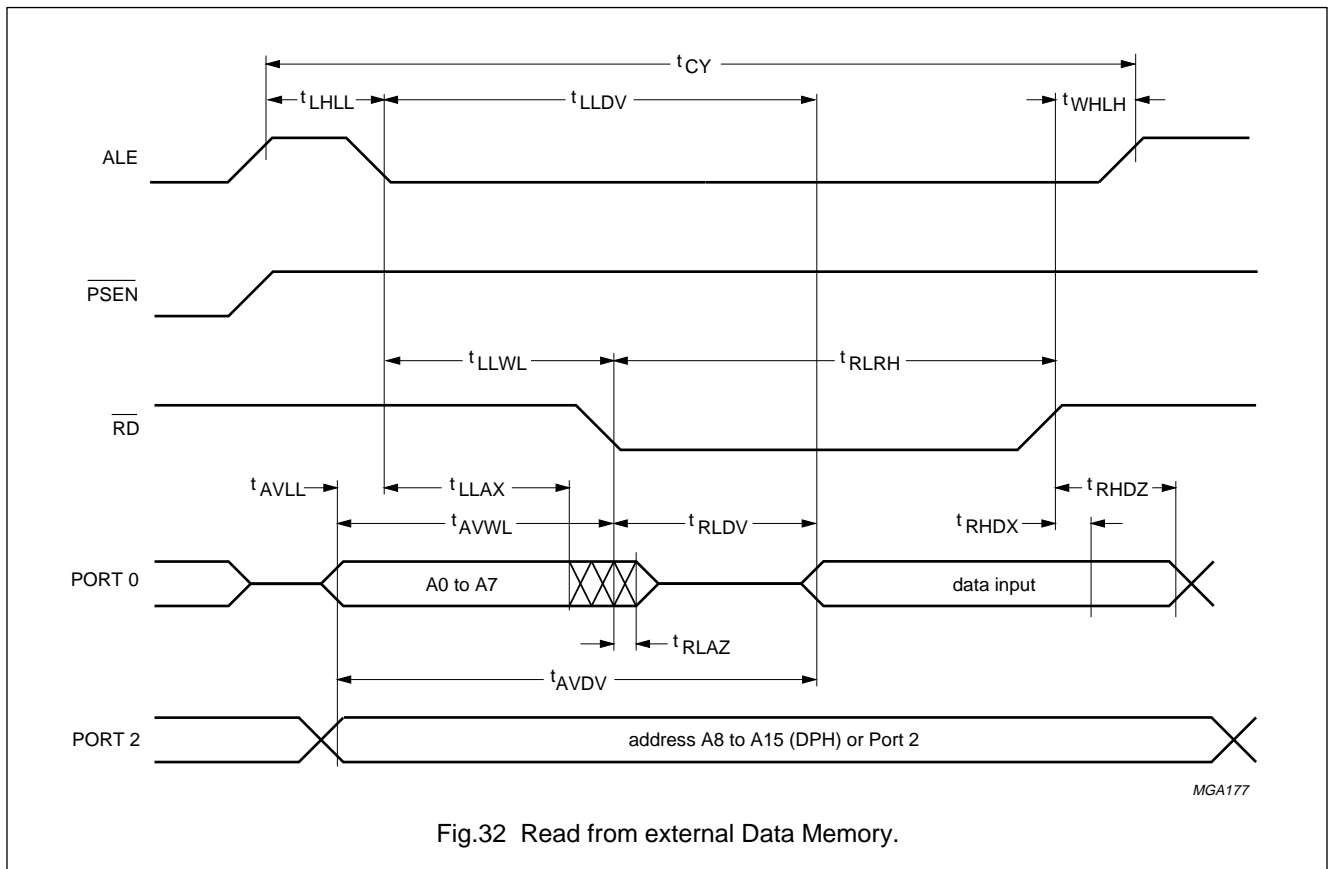 t CY
t LHLL
t LLDV
t WHLH
ALE
PSEN
t LLWL
t RLRH
RD
t AVLL
t LLAX
t RHDZ
t AVWL
t RLDV
t RHDX
PORT 0
A0 to A7
data input
t RLAZ
t AVDV
PORT 2
address A8 to A15 (DPH) or Port 2
MGA177
Fig.32 Read from external Data Memory.